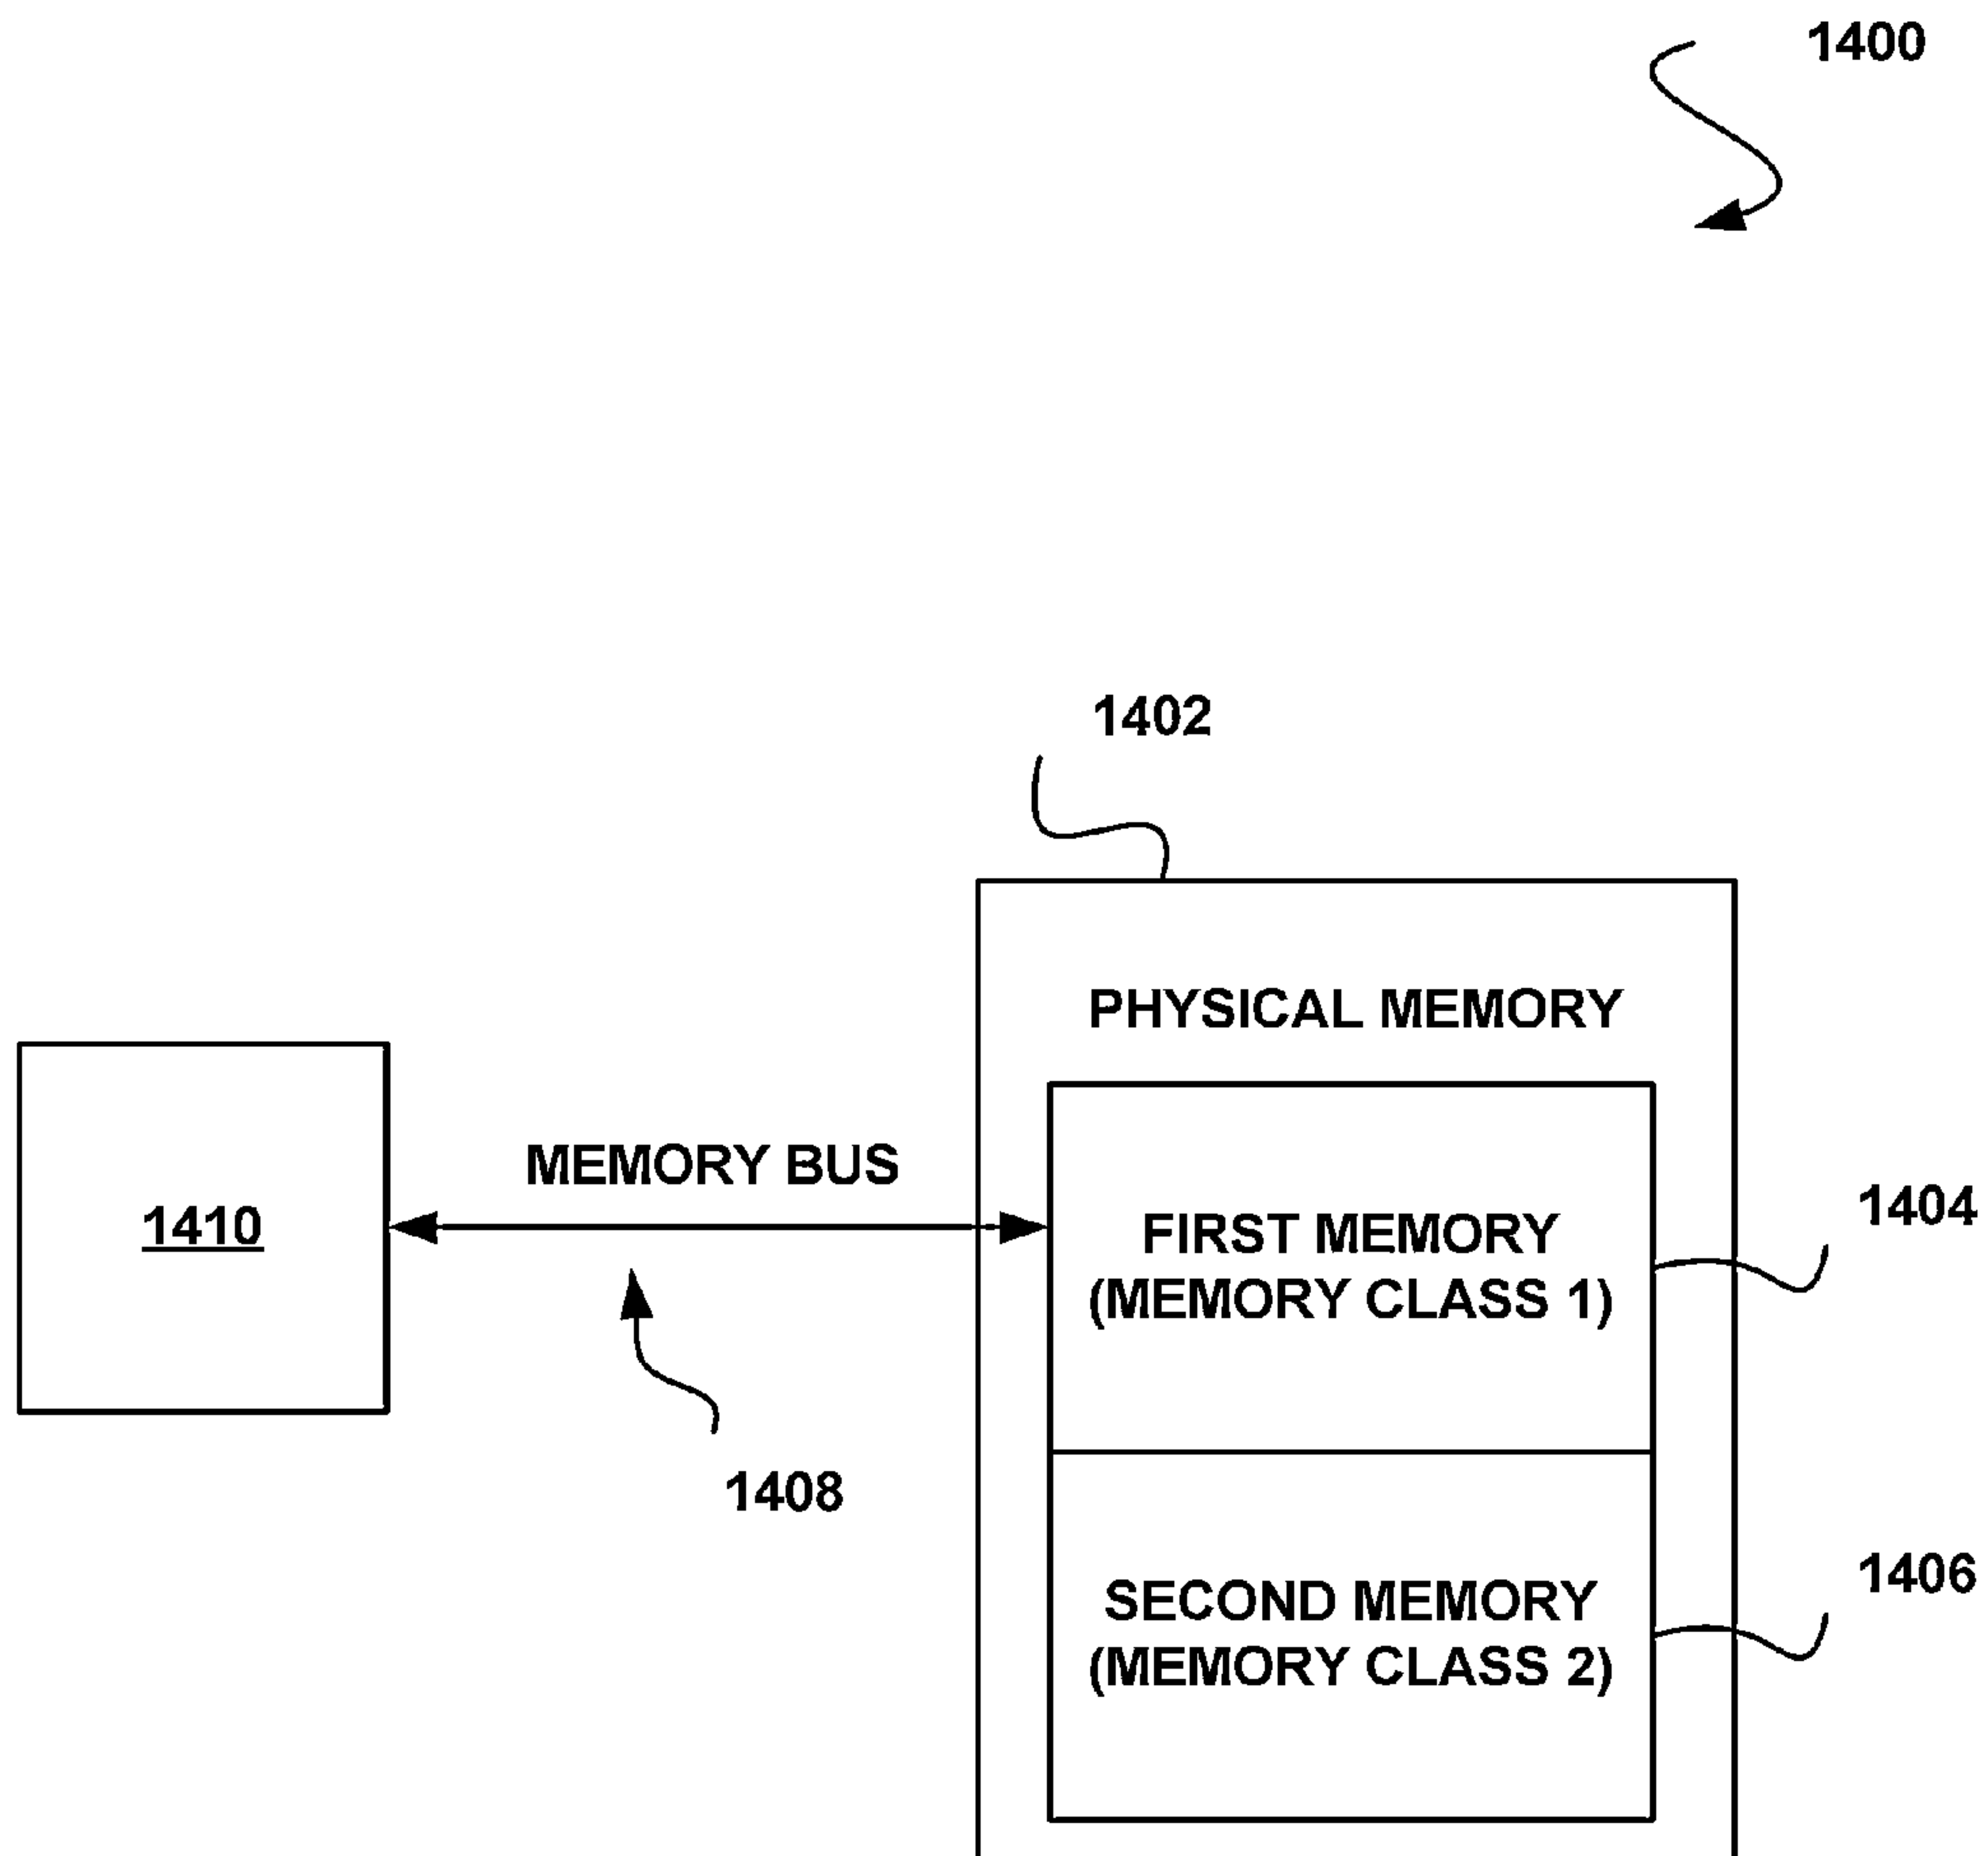 1400
1402
PHYSICAL MEMORY
MEMORY BUS
1410
FIRST MEMORY
(MEMORY CLASS 1)
1404
1408
SECOND MEMORY
(MEMORY CLASS 2)
1406